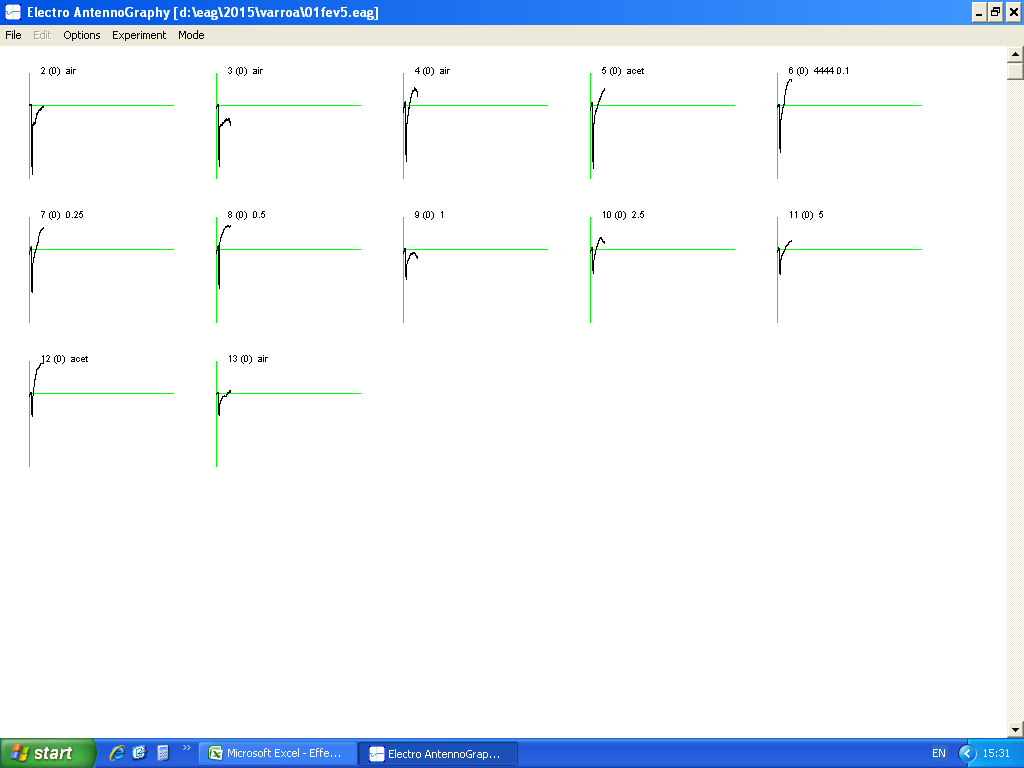 Electro AntennoGraphy [d:\eag\2015\varroa\01fev5.eag]
File Edit Options Experiment Mode
2 (0) air
3 (0) air
4 (0) air
5 (0) acet
6 (0) 4444 0.1
7 (0) 0.25
8 (0) 0.5
9 (0) 1
10 (0) 2.5
11 (0) 5
12 (0) acet
13 (0) air
start
Microsoft Excel - Effe...
Electro AntennoGrap...
EN
15:31